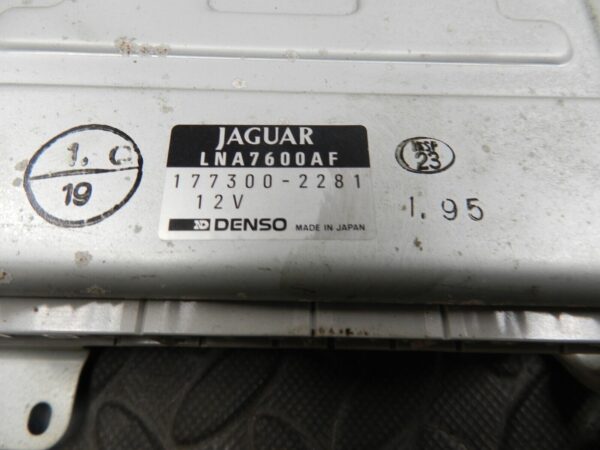 JAGUAR
LNA7600AF
177300-2281
12V
DENSO MADE IN JAPAN
1. C
19
INSP
23
1.95